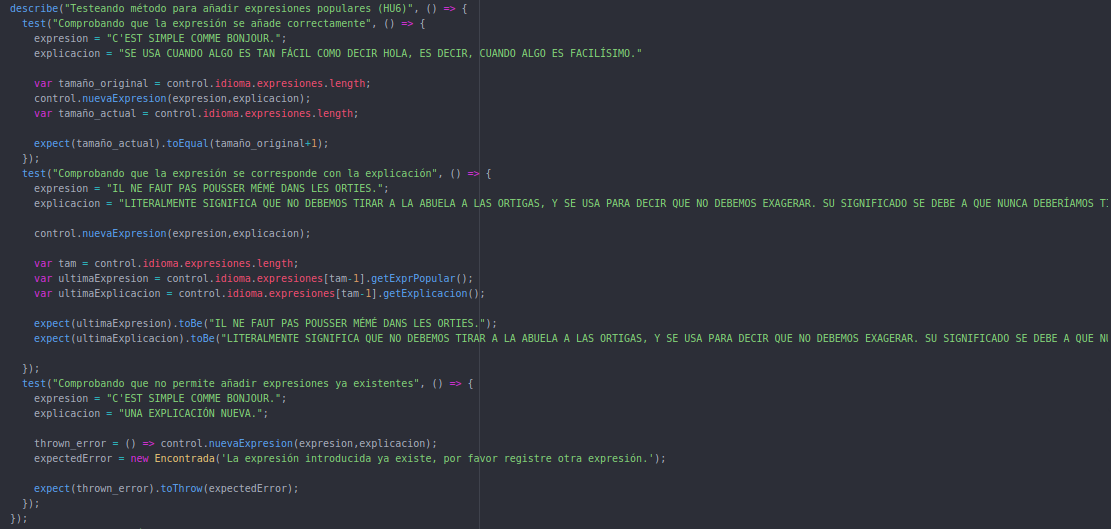 describe("Testeando método para añadir expresiones populares (HU6)", () => {
test("Comprobando que la expresión se añade correctamente", () => {
expresion = "C'EST SIMPLE COMME BONJOUR.";
explicacion = "SE USA CUANDO ALGO ES TAN FÁCIL COMO DECIR HOLA, ES DECIR, CUANDO ALGO ES FACILÍSIMO."
var tamaño_original = control.idioma.expresiones.length;
control.nuevaExpresion(expresion,explicacion);
var tamaño_actual = control.idioma.expresiones.length;
expect(tamaño_actual).toEqual(tamaño_original+1);
});
test("Comprobando que la expresión se corresponde con la explicación", () => {
expresion = "IL NE FAUT PAS POUSSER MÉMÉ DANS LES ORTIES.";
explicacion = "LITERALMENTE SIGNIFICA QUE NO DEBEMOS TIRAR A LA ABUELA A LAS ORTIGAS, Y SE USA PARA DECIR QUE NO DEBEMOS EXAGERAR. SU SIGNIFICADO SE DEBE A QUE NUNCA DEBERÍAMOS
control.nuevaExpresion(expresion,explicacion);
var tam = control.idioma.expresiones.length;
var ultimaExpresion = control.idioma.expresiones[tam-1].getExprPopular();
var ultimaExplicacion = control.idioma.expresiones[tam-1].getExplicacion();
expect(ultimaExpresion).toBe("IL NE FAUT PAS POUSSER MÉMÉ DANS LES ORTIES.");
expect(ultimaExplicacion).toBe("LITERALMENTE SIGNIFICA QUE NO DEBEMOS TIRAR A LA ABUELA A LAS ORTIGAS, Y SE USA PARA DECIR QUE NO DEBEMOS EXAGERAR. SU SIGNIFICADO SE DEBE A QUE
});
test("Comprobando que no permite añadir expresiones ya existentes", () => {
expresion = "C'EST SIMPLE COMME BONJOUR.";
explicacion = "UNA EXPLICACIÓN NUEVA.";
thrown_error = () => control.nuevaExpresion(expresion,explicacion);
expectedError = new Encontrada('La expresión introducida ya existe, por favor registre otra expresión.');
expect(thrown_error).toThrow(expectedError);
});
});